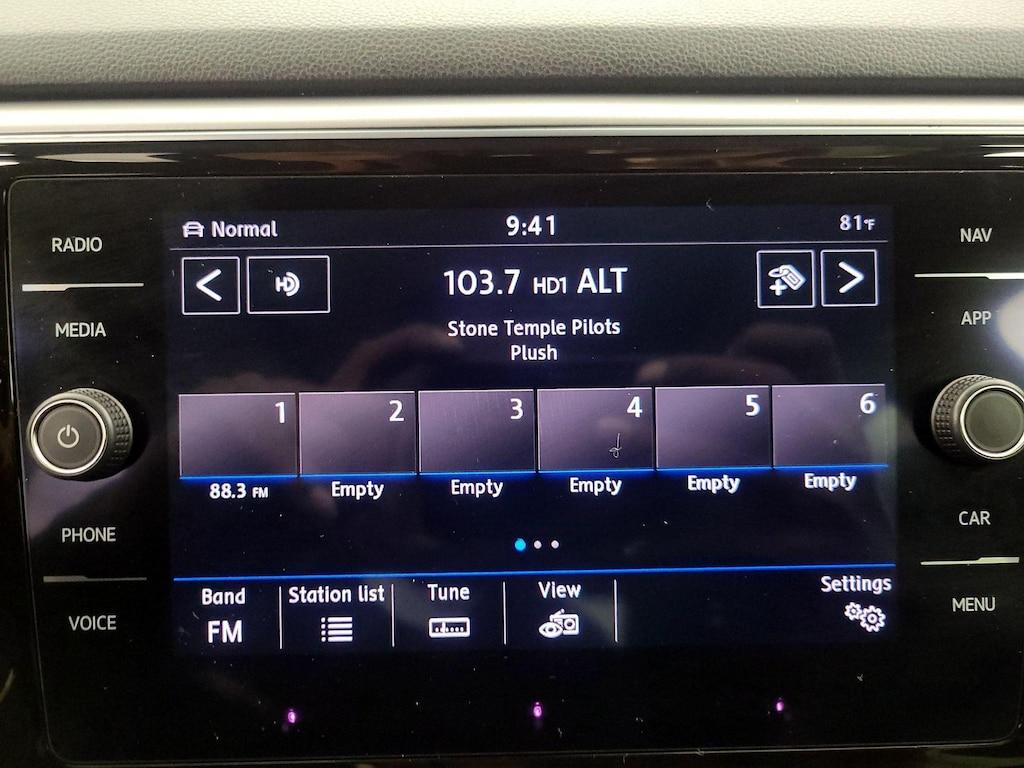 Normal 9:41 81°F
RADIO
MEDIA
PHONE
VOICE
HD 103.7 HD1 ALT
Stone Temple Pilots
Plush
1 2 3 4 5 6
88.3 FM Empty Empty Empty Empty Empty
Band Station list Tune View Settings
FM
NAV
APP
CAR
MENU